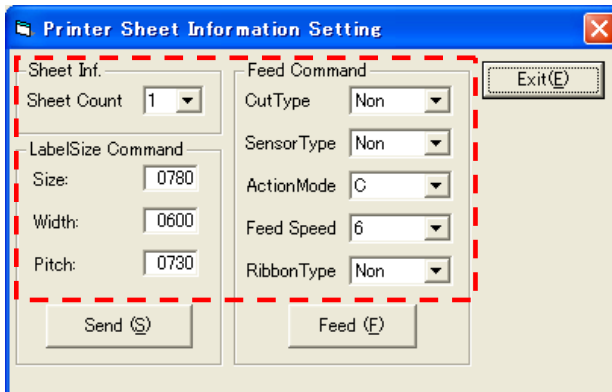 Printer Sheet Information Setting
Sheet Inf.
Sheet Count 1
LabelSize Command
Size: 0780
Width: 0600
Pitch: 0730
Send (S)
Feed Command
CutType Non
SensorType Non
ActionMode C
Feed Speed 6
RibbonType Non
Feed (F)
Exit(E)